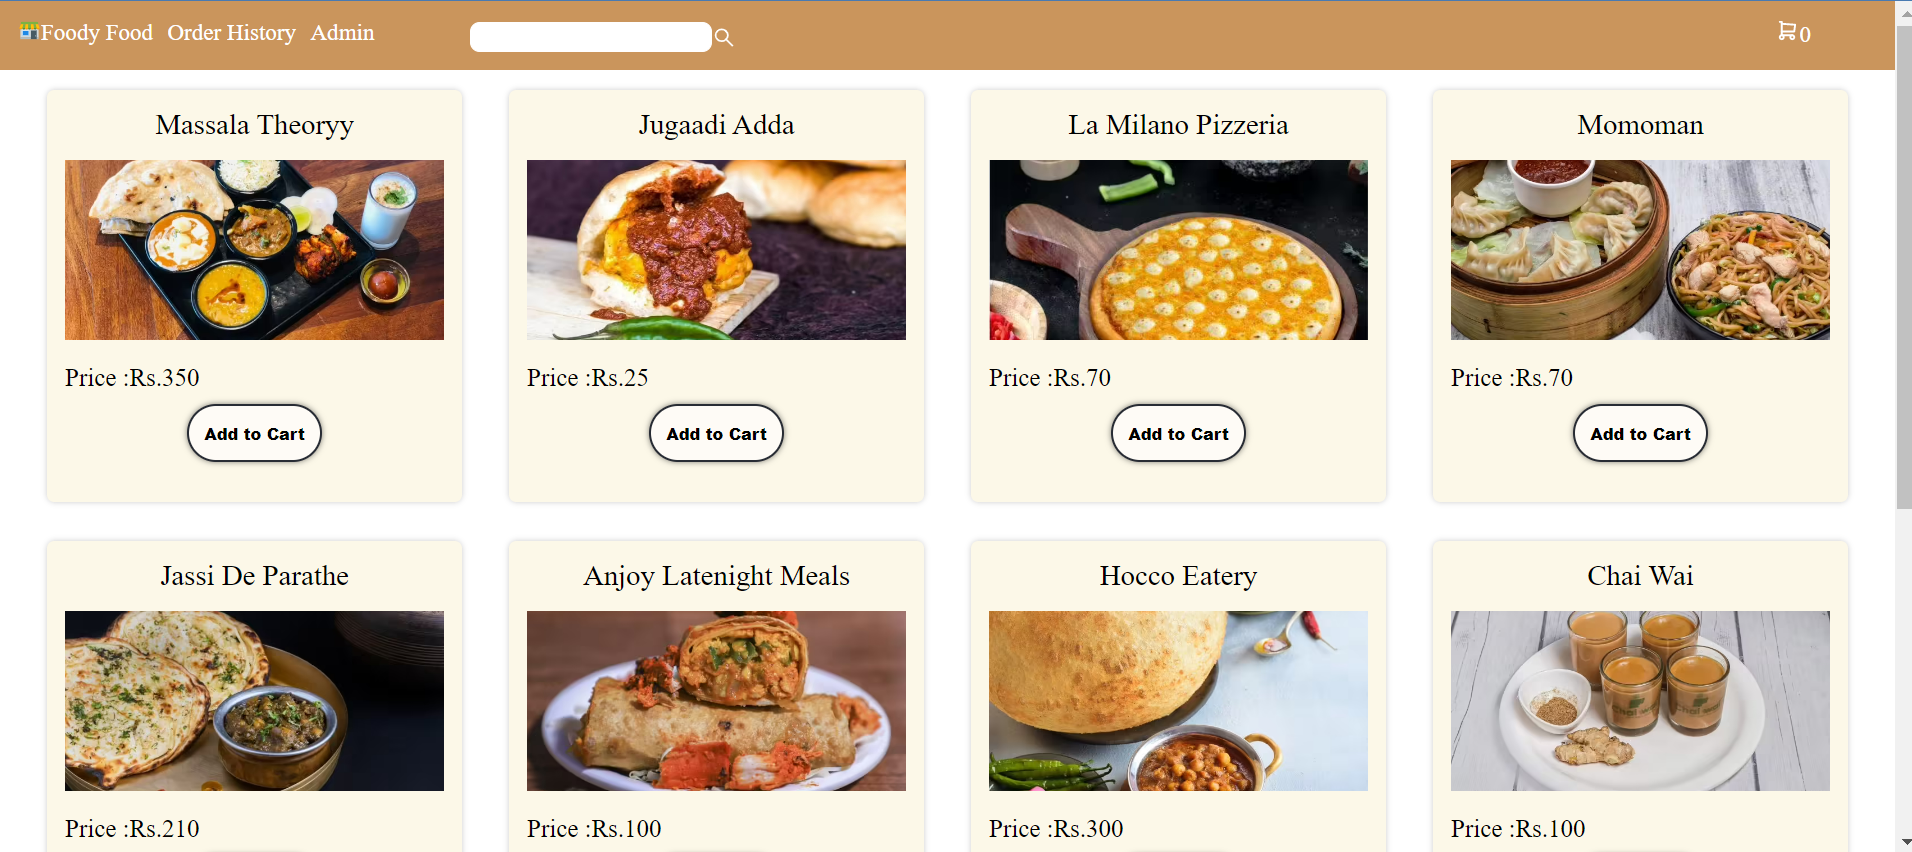 Foody Food Order History Admin 0
Massala Theoryy Jugaadi Adda La Milano Pizzeria Momoman
Price :Rs.350 Price :Rs.25 Price :Rs.70 Price :Rs.70
Add to Cart Add to Cart Add to Cart Add to Cart
Jassi De Parathe Anjoy Latenight Meals Hocco Eatery Chai Wai
Price :Rs.210 Price :Rs.100 Price :Rs.300 Price :Rs.100